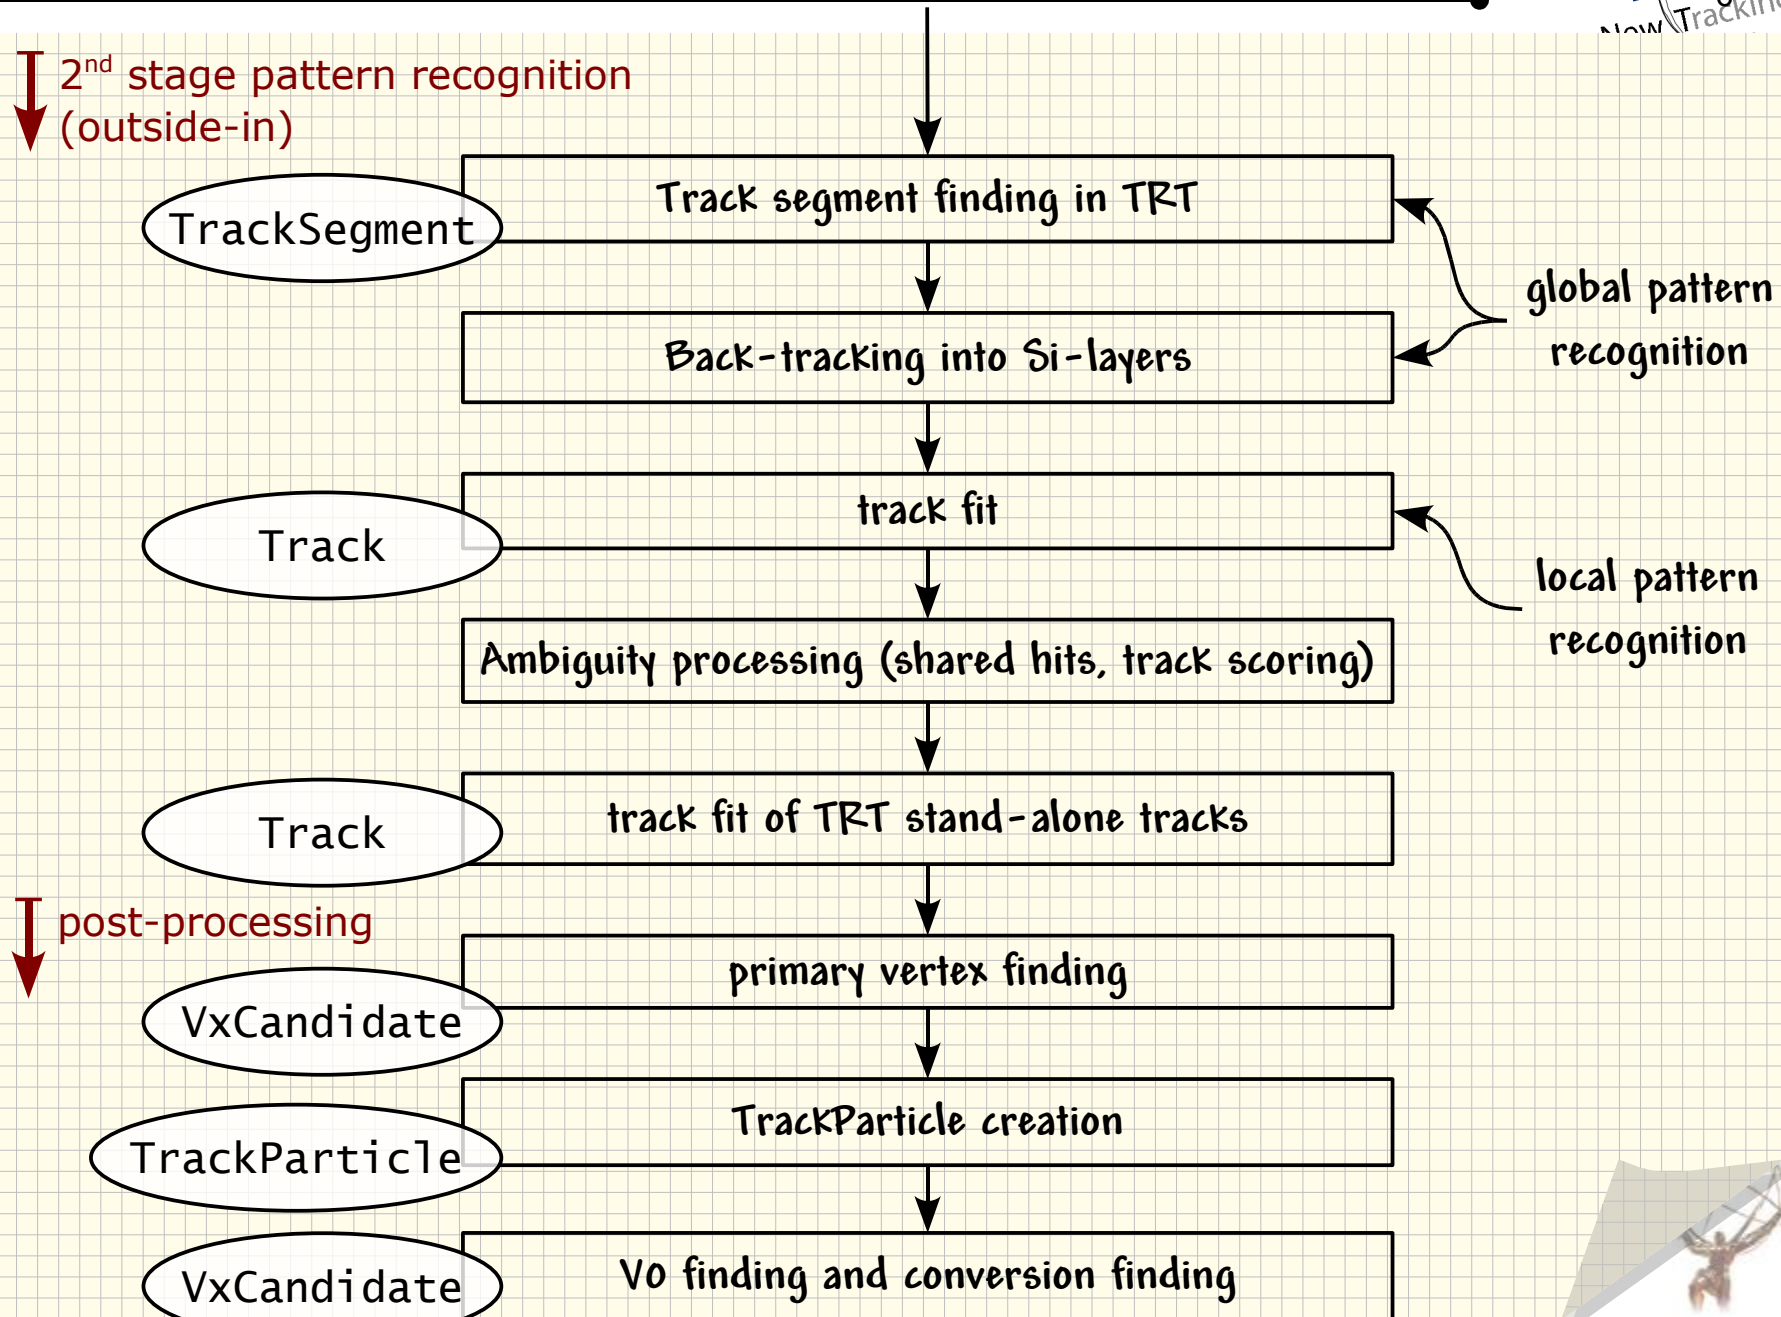 New Tracking
2nd stage pattern recognition
(outside-in)
Track segment finding in TRT
TrackSegment
global pattern
recognition
Back-tracking into Si-layers
track fit
Track
local pattern
recognition
Ambiguity processing (shared hits, track scoring)
track fit of TRT stand-alone tracks
Track
post-processing
primary vertex finding
VxCandidate
TrackParticle creation
TrackParticle
V0 finding and conversion finding
VxCandidate